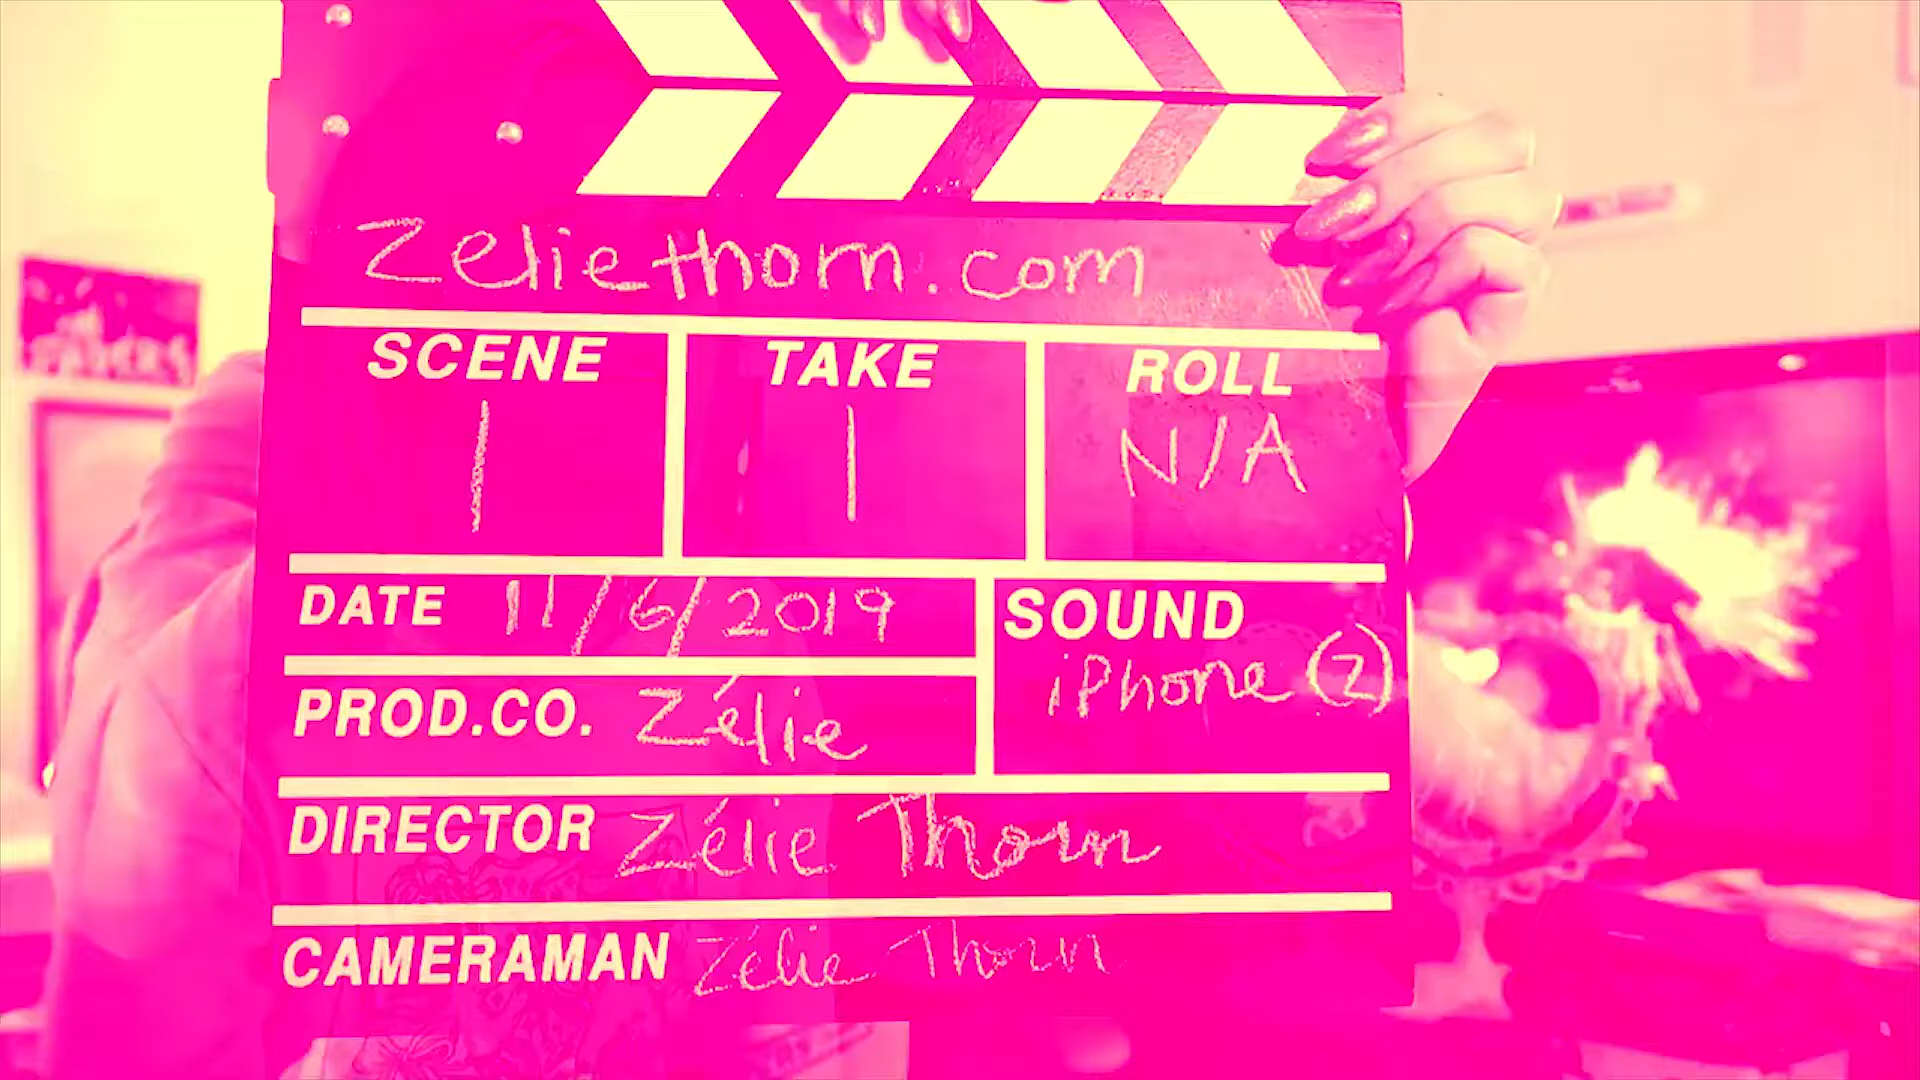 Zeliethorn.com
SCENE TAKE ROLL
1 1 N/A
DATE 11/6/2019
SOUND
iPhone (2)
PROD.CO. Zélie
DIRECTOR Zélie Thorn
CAMERAMAN Zélie Thorn